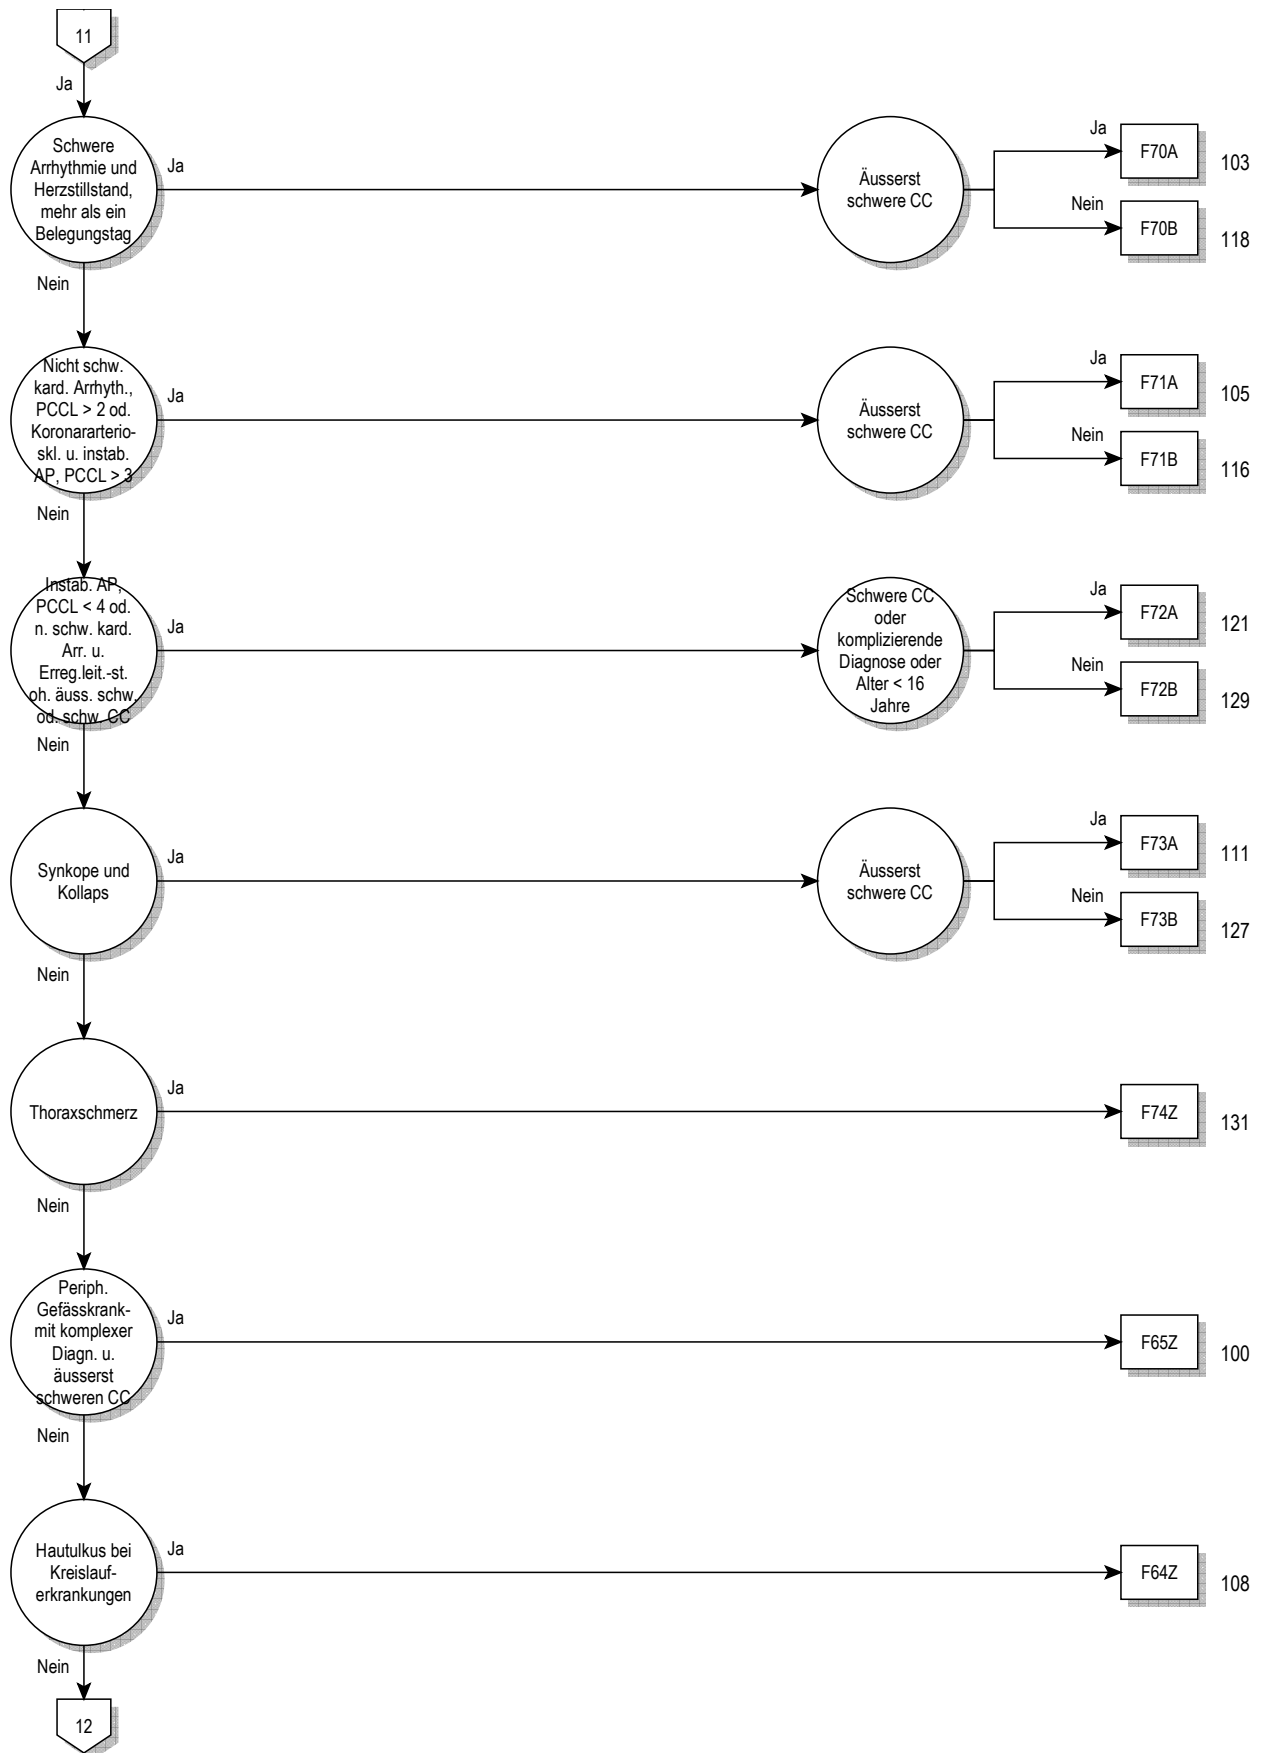 11
Ja
Schwere
Arrhythmie und
Herzstillstand,
mehr als ein
Belegungstag
Ja
Äusserst
schwere CC
Ja
F70A
103
Nein
F70B
118
Nein
Nicht schw.
kard. Arrhyth.,
PCCL > 2 od.
Koronararterio-
skl. u. instab.
AP, PCCL > 3
Ja
Äusserst
schwere CC
Ja
F71A
105
Nein
F71B
116
Nein
Instab. AP,
PCCL < 4 od.
n. schw. kard.
Arr. u.
Erreg.leit.-st.
oh. äuss. schw.
od. schw. CC
Ja
Schwere CC
oder
komplizierende
Diagnose oder
Alter < 16
Jahre
Ja
F72A
121
Nein
F72B
129
Nein
Synkope und
Kollaps
Ja
Äusserst
schwere CC
Ja
F73A
111
Nein
F73B
127
Nein
Thoraxschmerz
Ja
F74Z
131
Nein
Periph.
Gefässkrank-
mit komplexer
Diagn. u.
äusserst
schweren CC
Ja
F65Z
100
Nein
Hautulkus bei
Kreislauf-
erkrankungen
Ja
F64Z
108
Nein
12